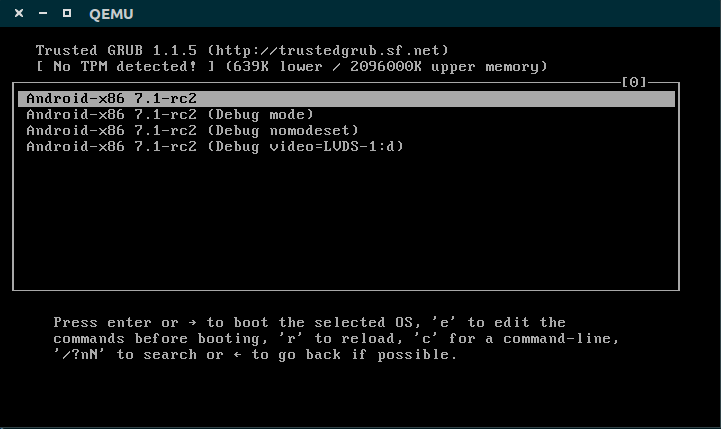 QEMU
Trusted GRUB 1.1.5 (http://trustedgrub.sf.net)
[ No TPM detected! ] (639K lower / 2096000K upper memory)
[0]
Android-x86 7.1-rc2
Android-x86 7.1-rc2 (Debug mode)
Android-x86 7.1-rc2 (Debug nomodeset)
Android-x86 7.1-rc2 (Debug video=LVDS-1:d)
Press enter or → to boot the selected OS, 'e' to edit the
commands before booting, 'r' to reload, 'c' for a command-line,
'/?nN' to search or ← to go back if possible.